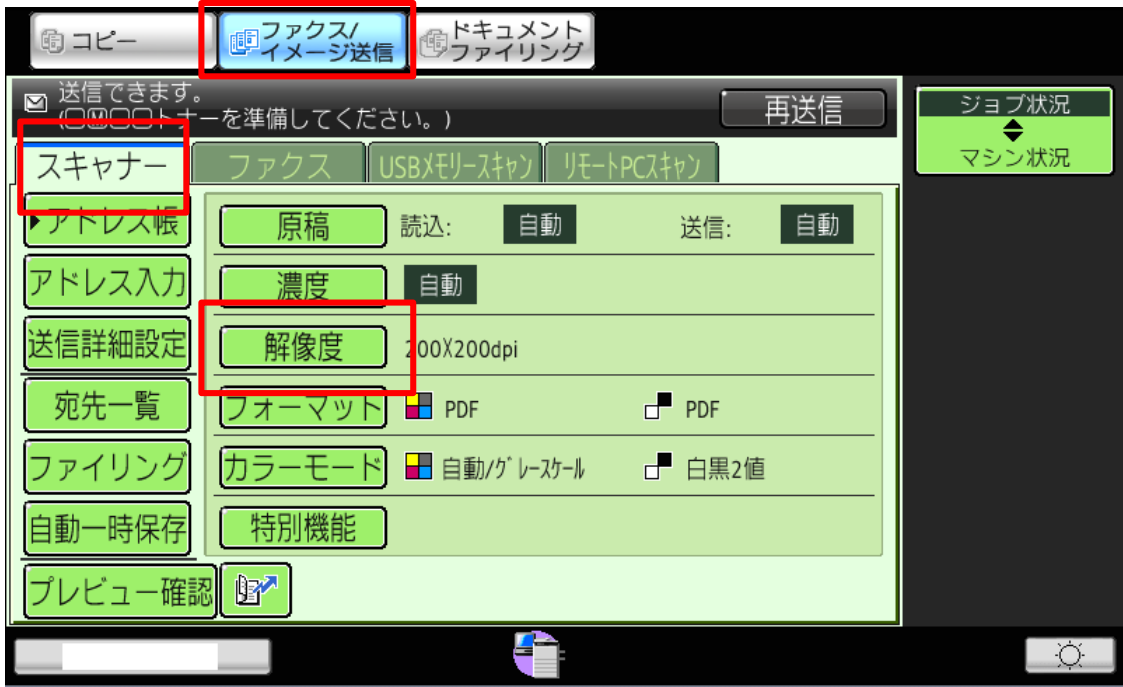 コピー
ファクス/
イメージ送信
ドキュメント
ファイリング
送信できます。
(□M□□トナーを準備してください。)
再送信
ジョブ状況
マシン状況
スキャナー
ファクス
USBメモリースキャン
リモートPCスキャン
アドレス帳
原稿
読込: 自動
送信: 自動
アドレス入力
濃度
自動
送信詳細設定
解像度
200X200dpi
宛先一覧
フォーマット
PDF
PDF
ファイリング
カラーモード
自動/グレースケール
白黒2値
自動一時保存
特別機能
プレビュー確認